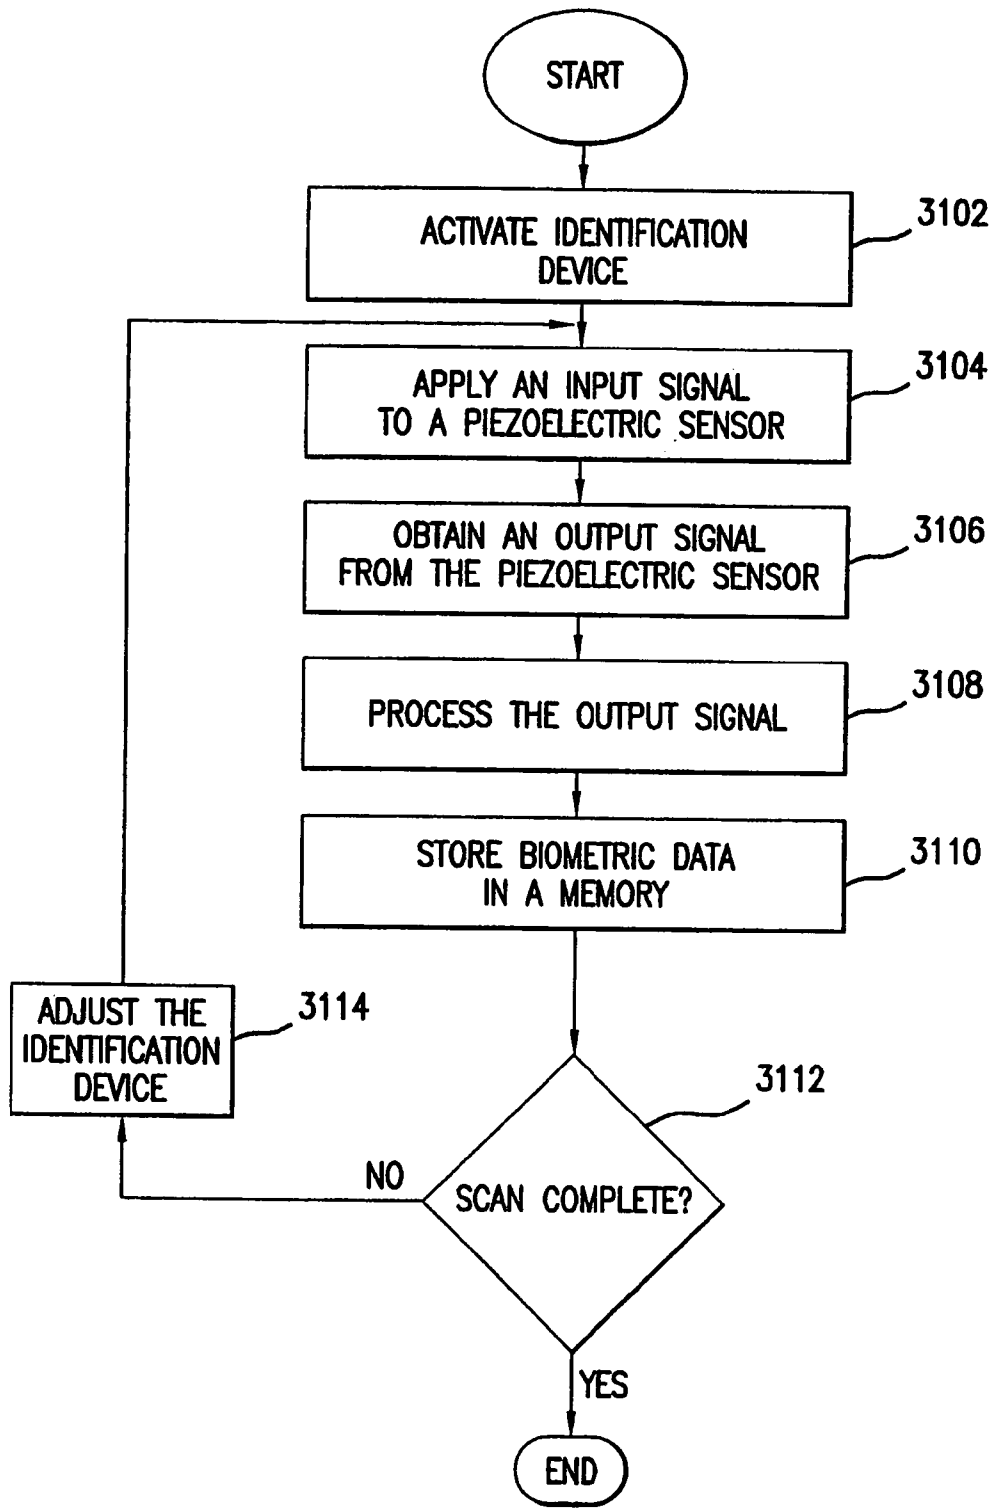 START
ACTIVATE IDENTIFICATION
DEVICE
3102
APPLY AN INPUT SIGNAL
TO A PIEZOELECTRIC SENSOR
3104
OBTAIN AN OUTPUT SIGNAL
FROM THE PIEZOELECTRIC SENSOR
3106
PROCESS THE OUTPUT SIGNAL
3108
STORE BIOMETRIC DATA
IN A MEMORY
3110
ADJUST THE
IDENTIFICATION
DEVICE
3114
SCAN COMPLETE?
3112
NO
YES
END